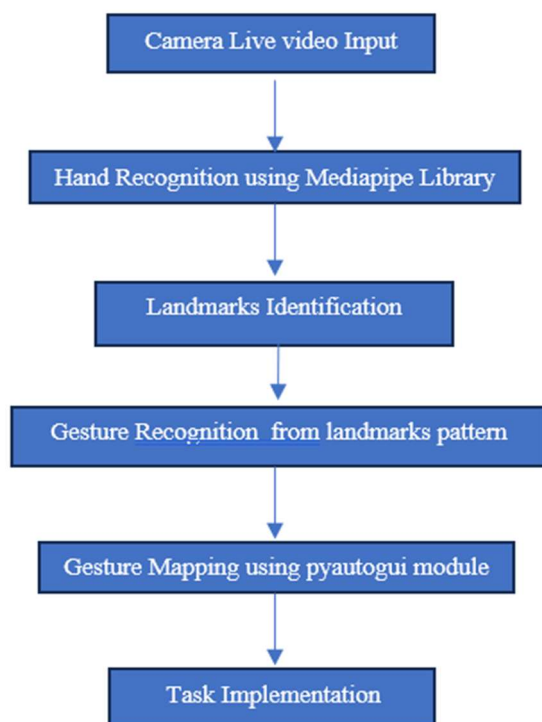 Camera Live video Input
Hand Recognition using Mediapipe Library
Landmarks Identification
Gesture Recognition from landmarks pattern
Gesture Mapping using pyautogui module
Task Implementation